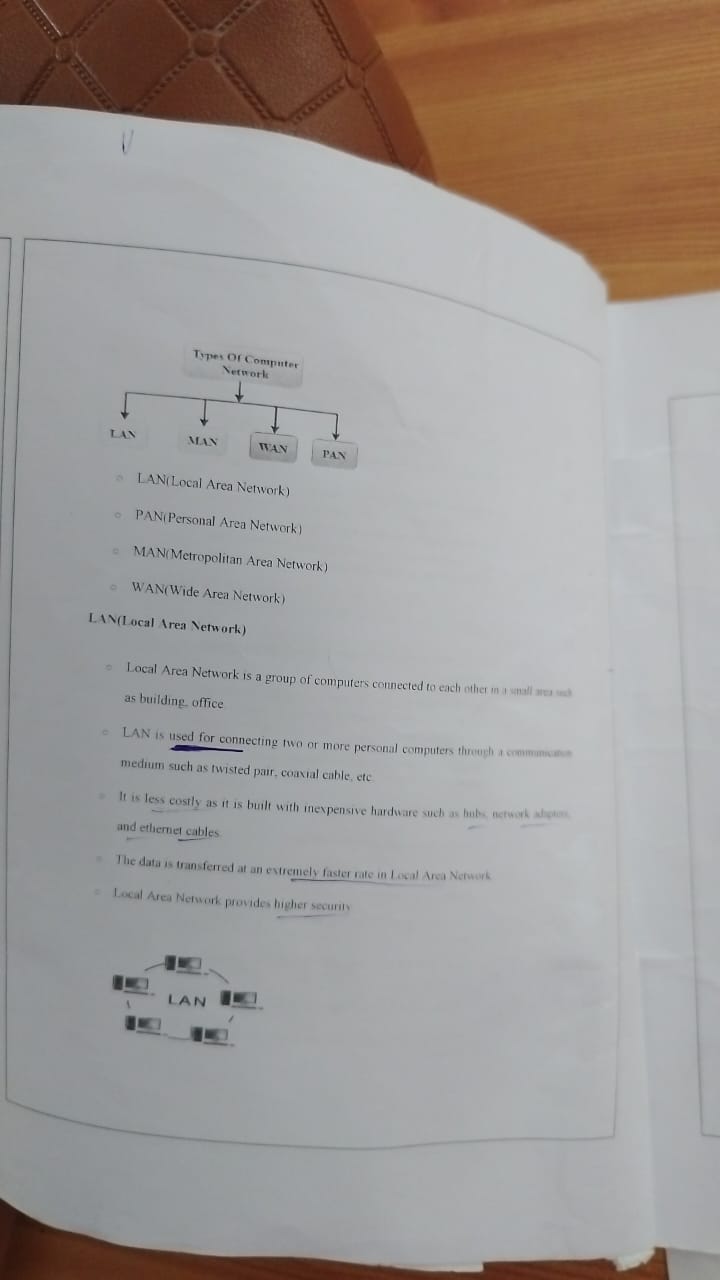 Types Of Computer
Network
LAN
MAN
WAN
PAN
LAN(Local Area Network)
PAN(Personal Area Network)
MAN(Metropolitan Area Network)
WAN(Wide Area Network)
LAN(Local Area Network)
Local Area Network is a group of computers connected to each other in a small area such
as building, office
LAN is used for connecting two or more personal computers through a communication
medium such as twisted pair, coaxial cable, etc
It is less costly as it is built with inexpensive hardware such as hubs, network adapters,
and ethernet cables
The data is transferred at an extremely faster rate in Local Area Network
Local Area Network provides higher security
LAN